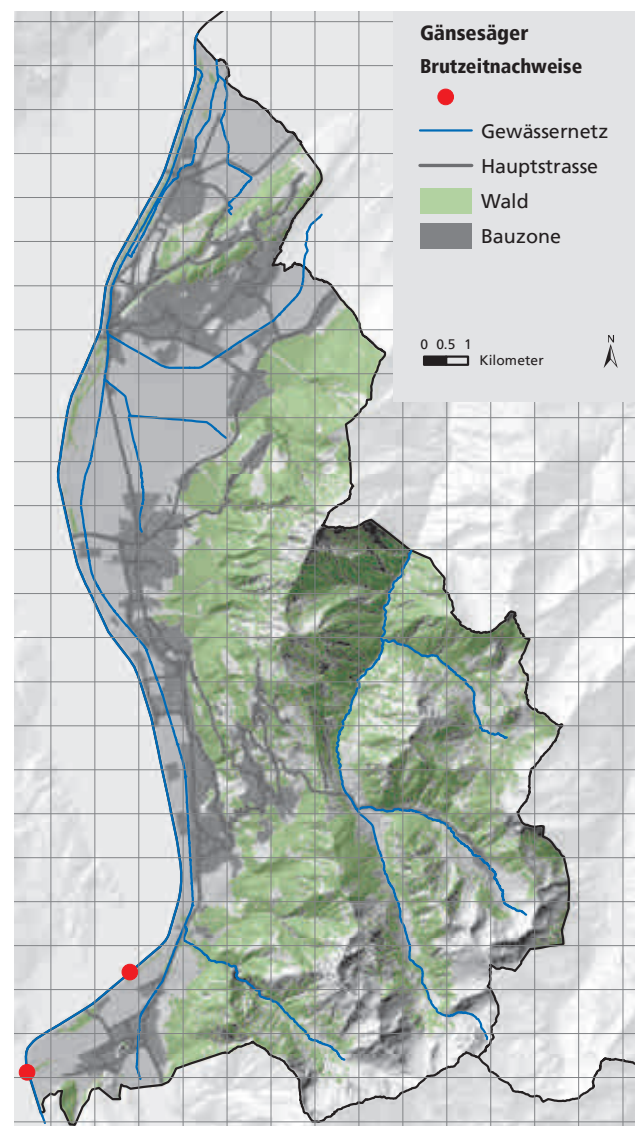 Gänsesäger
Brutzeitnachweise
Gewässernetz
Hauptstrasse
Wald
Bauzone
0 0.5 1
Kilometer
N